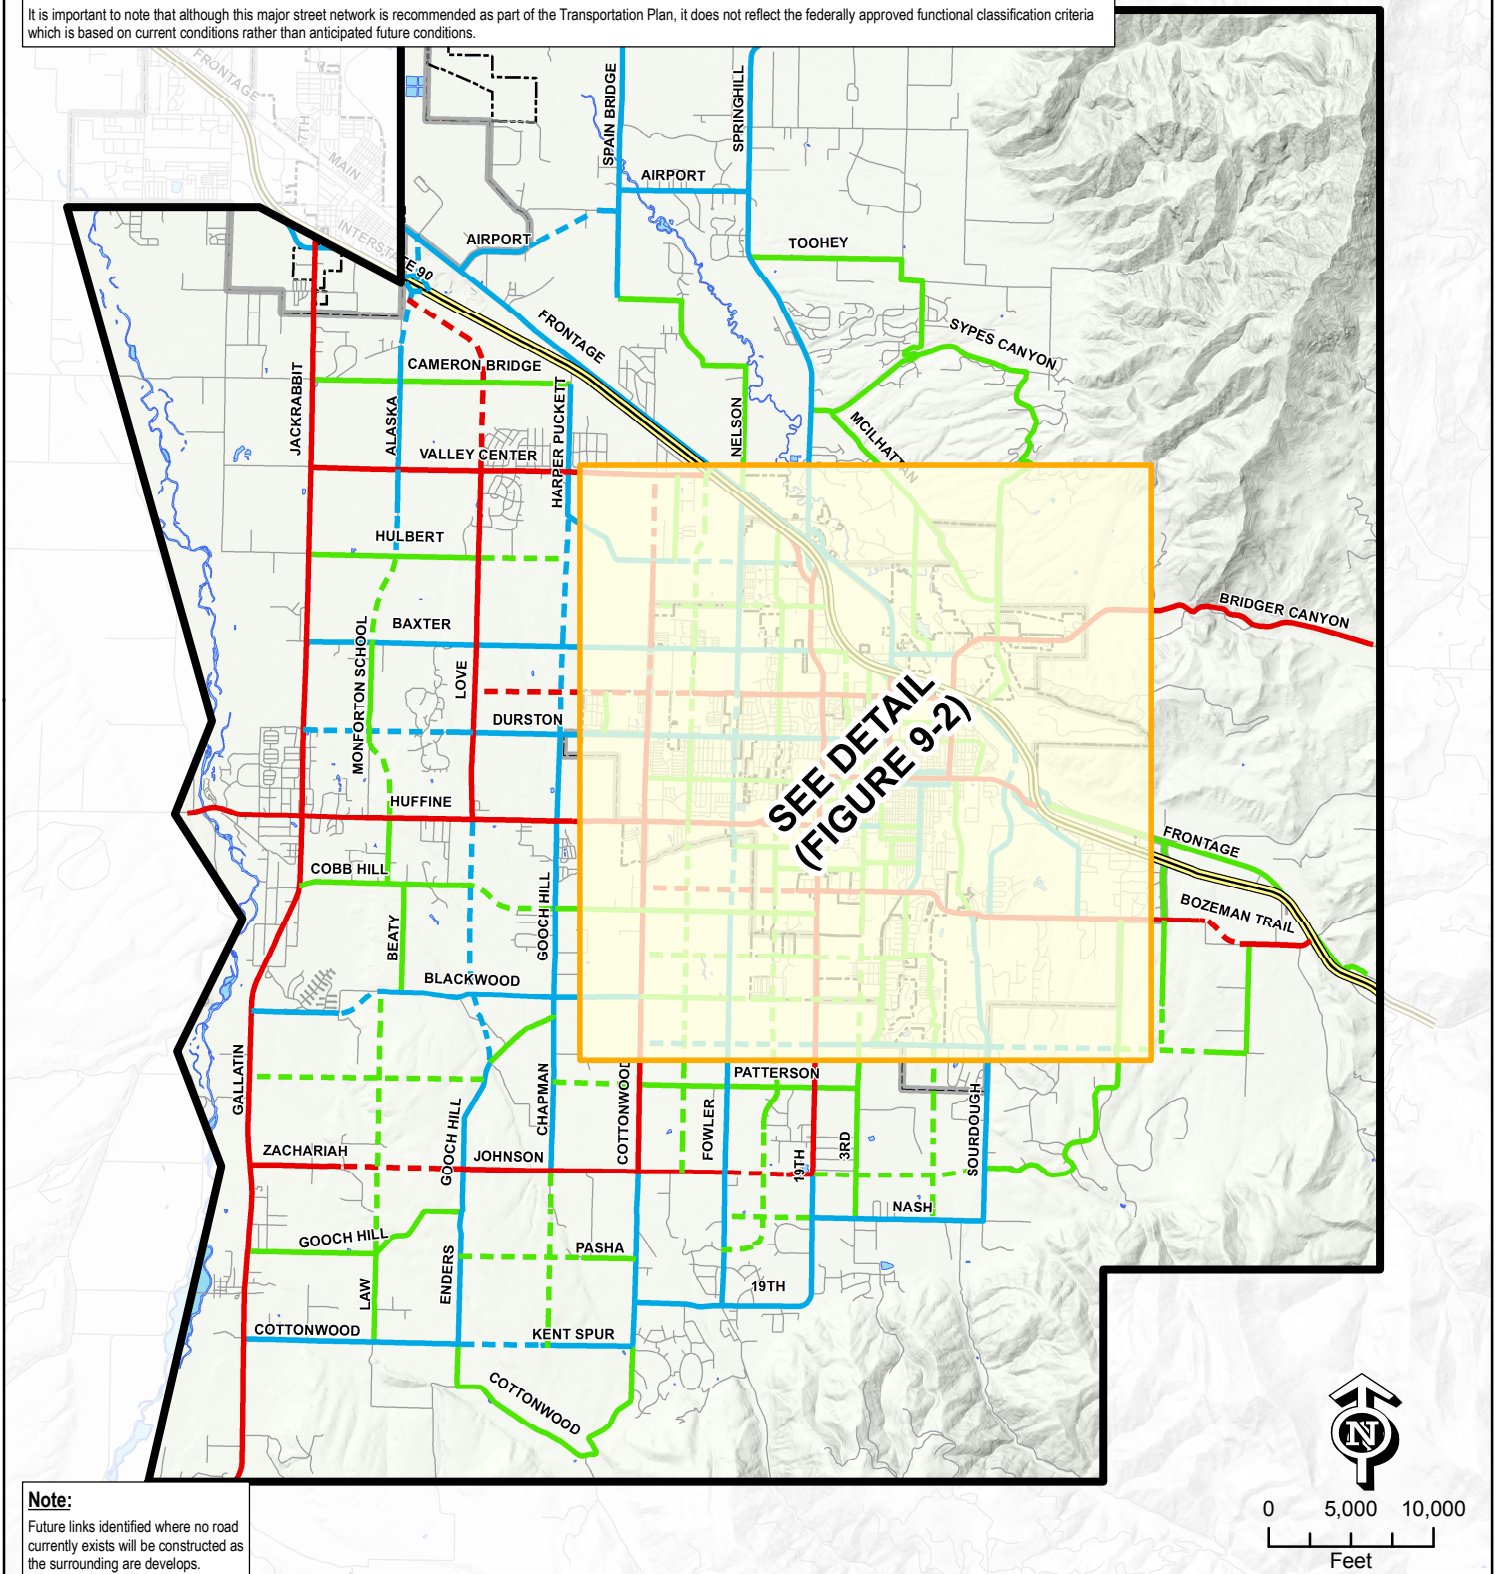 It is important to note that although this major street network is recommended as part of the Transportation Plan, it does not reflect the federally approved functional classification criteria
which is based on current conditions rather than anticipated future conditions.
FRONTAGE
7TH
MAIN
INTERSTATE 90
SPAIN BRIDGE
SPRINGHILL
AIRPORT
AIRPORT
TOOHEY
FRONTAGE
SYPES CANYON
CAMERON BRIDGE
JACKRABBIT
ALASKA
HARPER PUCKETT
NELSON
MCILHATTAN
VALLEY CENTER
HULBERT
BRIDGER CANYON
BAXTER
MONFORTON SCHOOL
LOVE
DURSTON
SEE DETAIL
(FIGURE 9-2)
HUFFINE
FRONTAGE
COBB HILL
GOOCH HILL
BOZEMAN TRAIL
BEATY
BLACKWOOD
GALLATIN
PATTERSON
CHAPMAN
COTTONWOOD
FOWLER
GOOCH HILL
3RD
SOURDOUGH
ZACHARIAH
JOHNSON
19TH
NASH
GOOCH HILL
PASHA
ENDERS
LAW
19TH
COTTONWOOD
KENT SPUR
COTTONWOOD
N
Note:
Future links identified where no road
currently exists will be constructed as
the surrounding are develops.
0 5,000 10,000
Feet